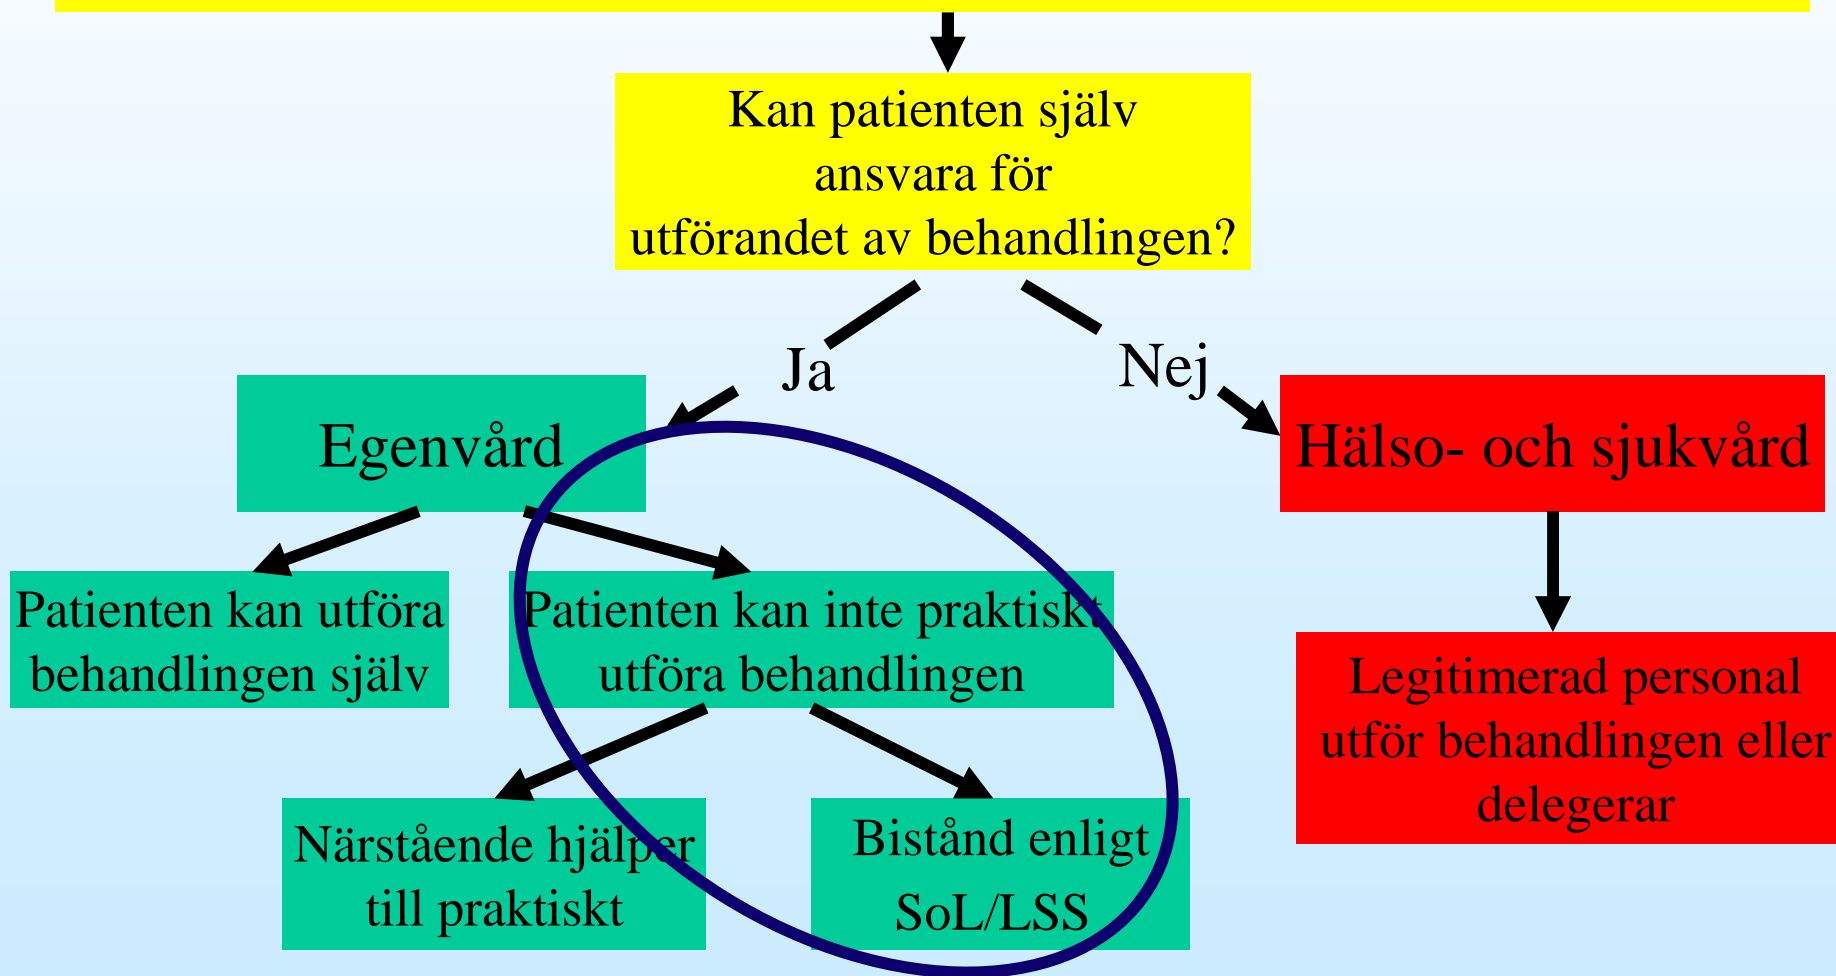 Kan patienten själv
ansvara för
utförandet av behandlingen?
Ja
Nej
Egenvård
Hälso- och sjukvård
Patienten kan utföra
behandlingen själv
Patienten kan inte praktiskt
utföra behandlingen
Legitimerad personal
utför behandlingen eller
delegerar
Närstående hjälper
till praktiskt
Bistånd enligt
SoL/LSS